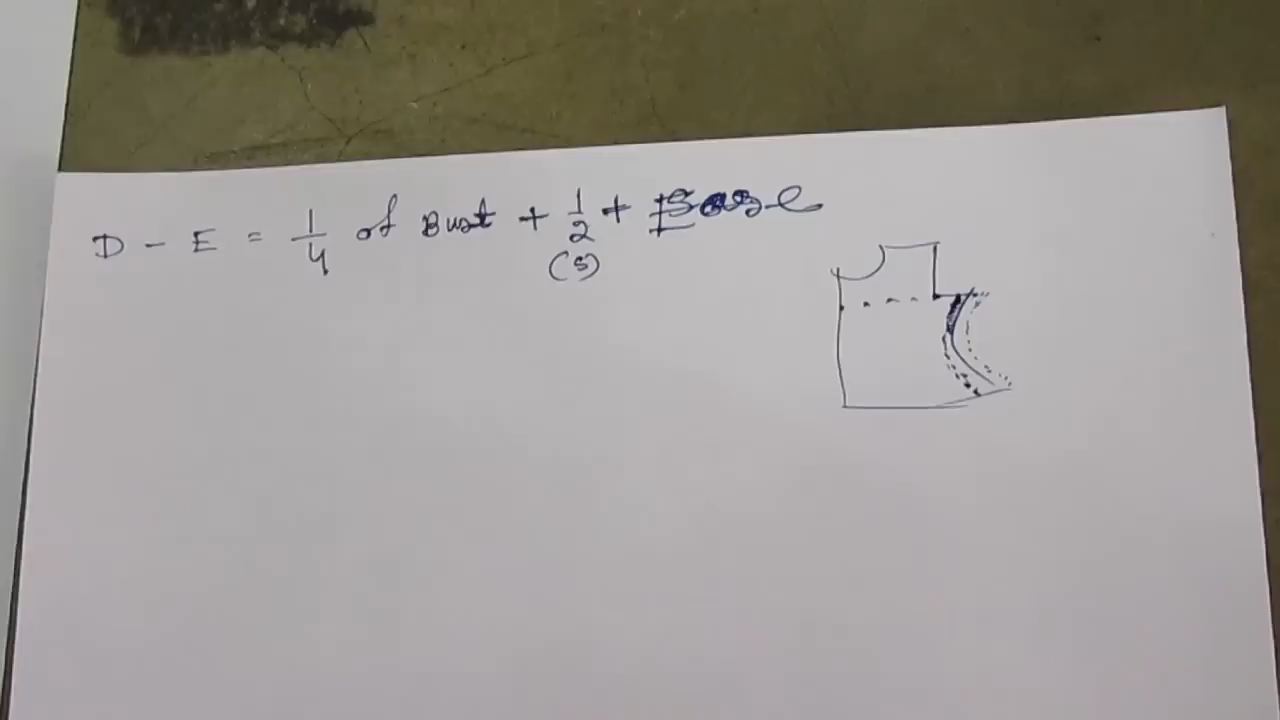 D - E = 1/4 of Bust + 1/2 +
(s)